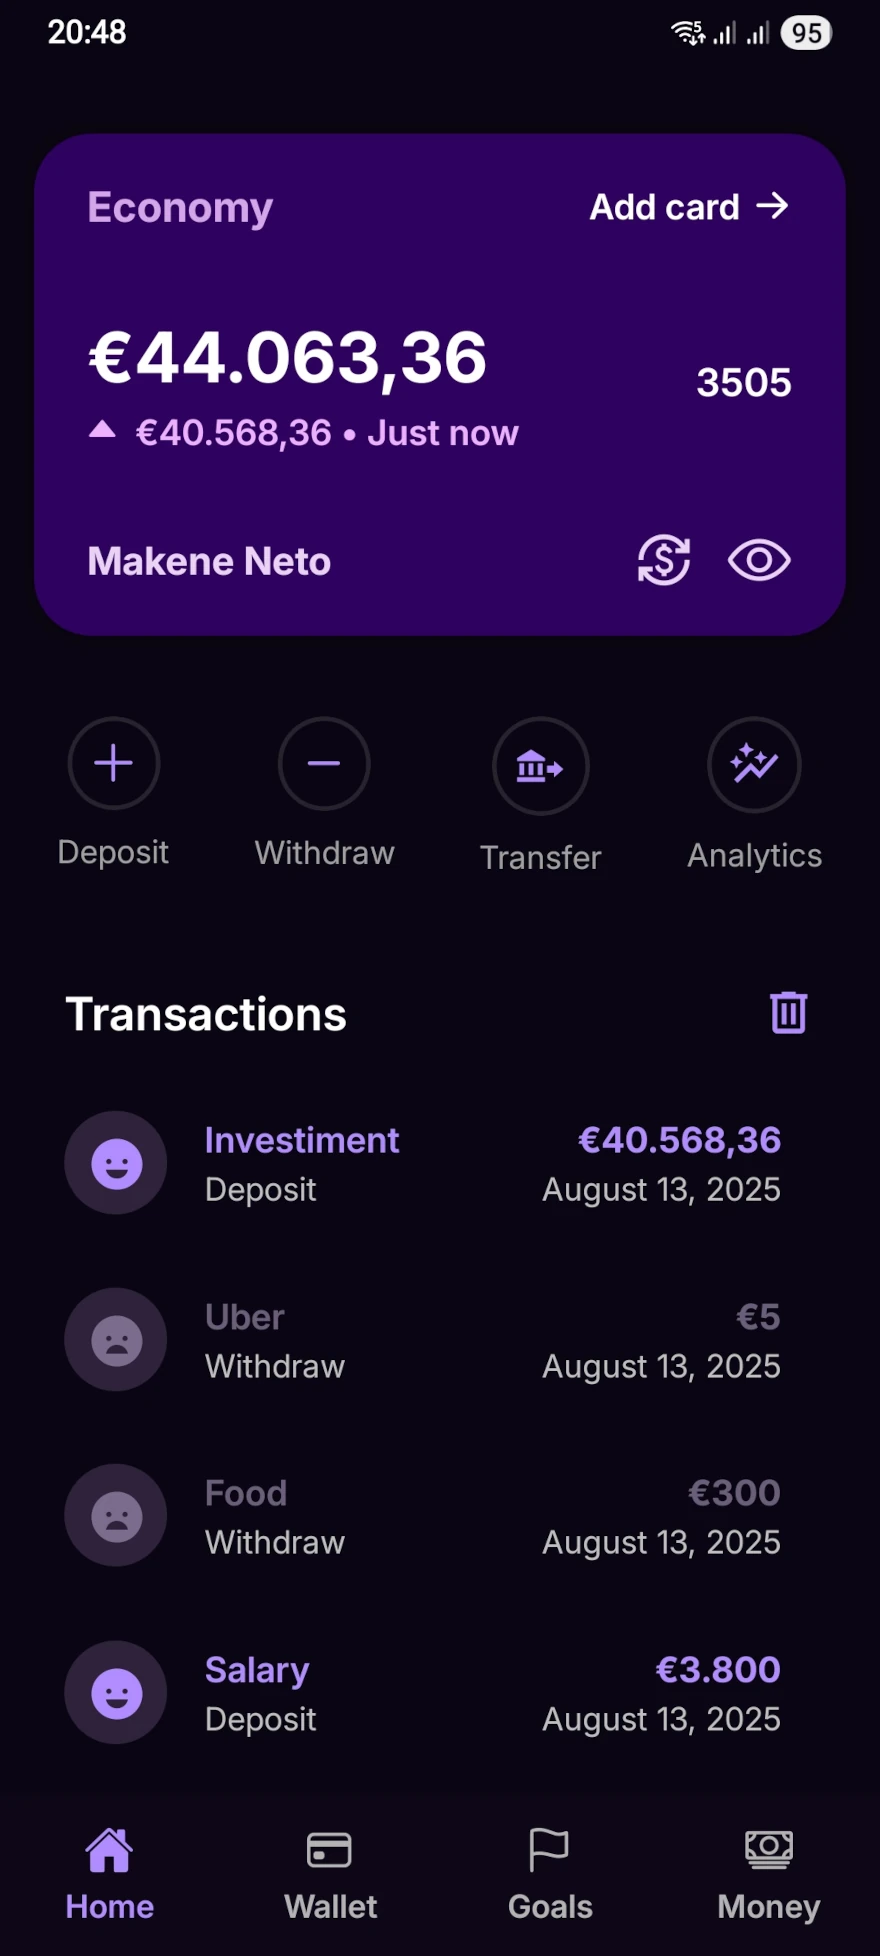 20:48
5
95
Economy
Add card →
€44.063,36
3505
▲ €40.568,36 • Just now
Makene Neto
$
Deposit
Withdraw
Transfer
Analytics
Transactions
Investiment
€40.568,36
Deposit
August 13, 2025
Uber
€5
Withdraw
August 13, 2025
Food
€300
Withdraw
August 13, 2025
Salary
€3.800
Deposit
August 13, 2025
Home
Wallet
Goals
Money